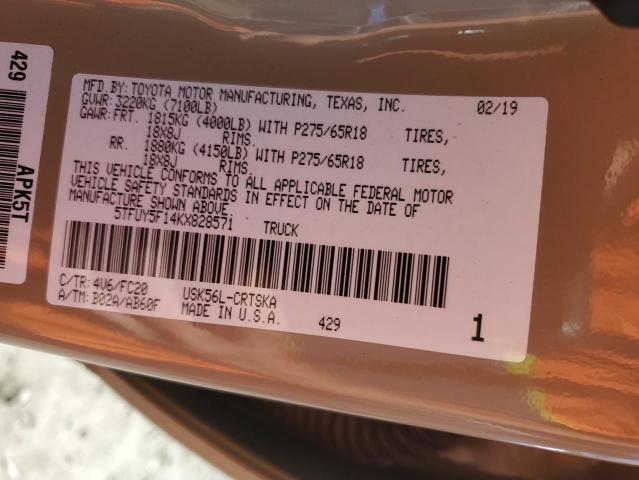 MFD.BY: TOYOTA MOTOR MANUFACTURING, TEXAS, INC. 02/19
GVWR: 3220KG (7100LB)
GAWR: FRT. 1815KG (4000LB) WITH P275/65R18 TIRES,
18X8J RIMS.
RR. 1880KG (4150LB) WITH P275/65R18 TIRES,
18X8J RIMS.
THIS VEHICLE CONFORMS TO ALL APPLICABLE FEDERAL MOTOR
VEHICLE SAFETY STANDARDS IN EFFECT ON THE DATE OF
MANUFACTURE SHOWN ABOVE
5TFUY5F14KX828571 TRUCK
C/TR: 4V6/FC20 USK56L-CRTSKA
A/TM: B02A/AB60F MADE IN U.S.A. 429 1
429
APK5T